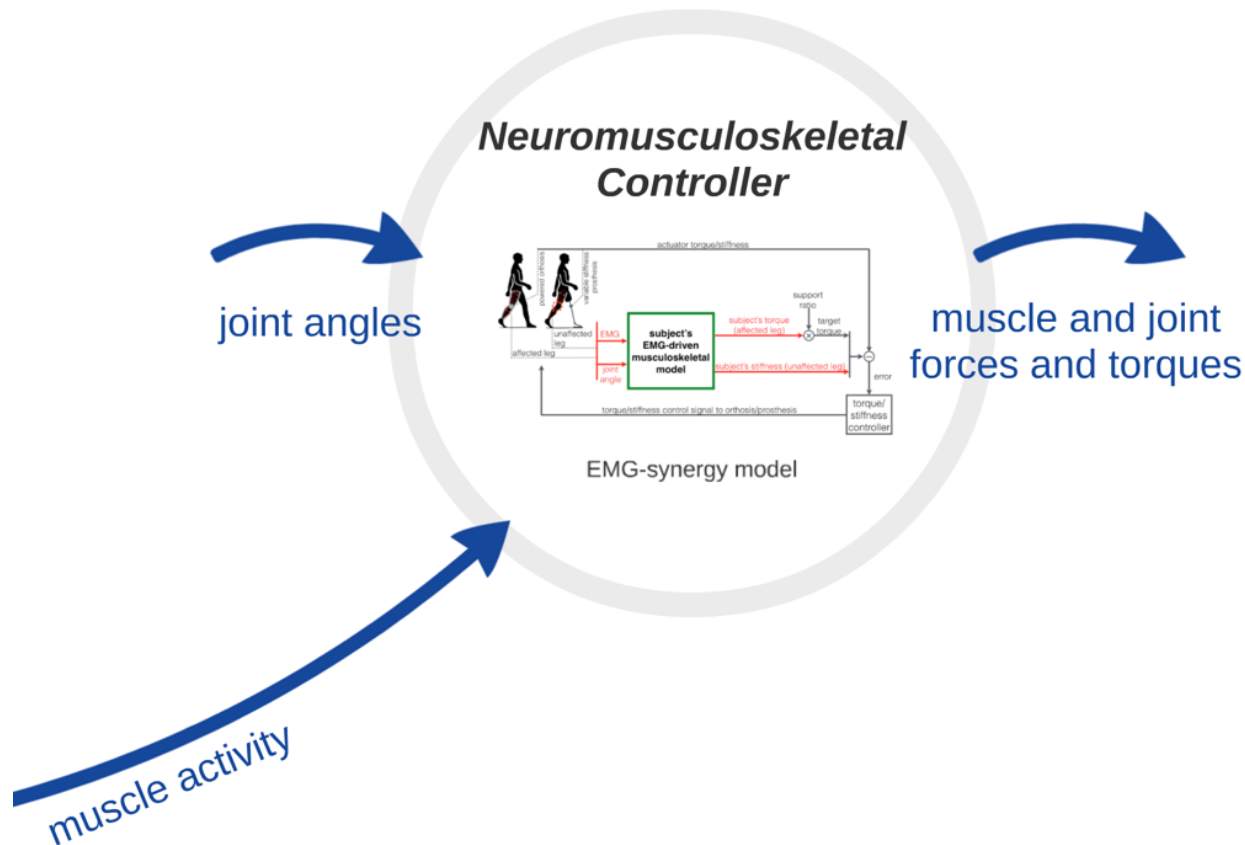 Neuromusculoskeletal
Controller
joint angles
actuator torque/stiffness
powered orthosis
variable stiffness
prosthesis
unaffected
leg
affected leg
EMG
joint
angle
subject's
EMG-driven
musculoskeletal
model
subject's torque
(affected leg)
support
ratio
target
torque
subject's stiffness (unaffected leg)
error
torque/
stiffness
controller
torque/stiffness control signal to orthosis/prosthesis
EMG-synergy model
muscle and joint
forces and torques
muscle activity